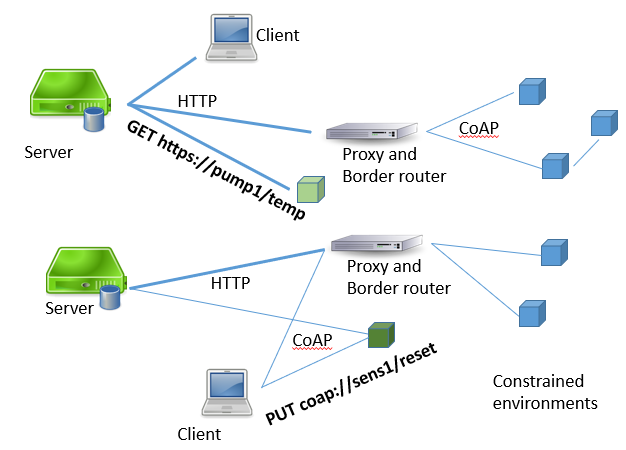 Client
HTTP
CoAP
GET https://pump1/temp
Server
Proxy and
Border router
Proxy and
Border router
HTTP
Server
CoAP
PUT coap://sens1/reset
Constrained
environments
Client